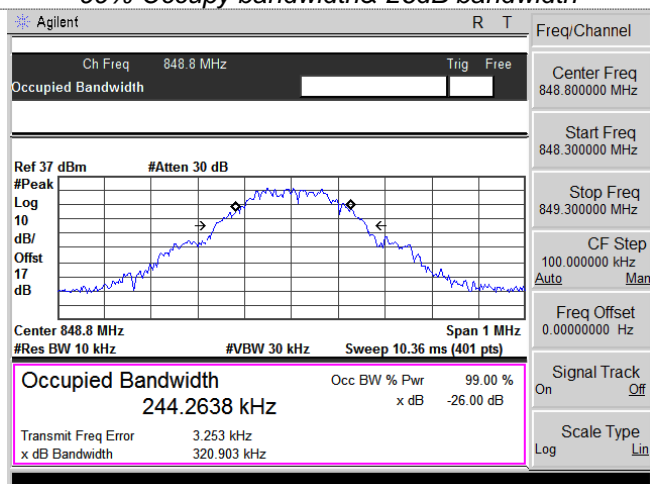 99% Occupy bandwidth& 26dB bandwidth
Agilent
R T
Freq/Channel
Ch Freq 848.8 MHz Trig Free
Occupied Bandwidth
Center Freq
848.800000 MHz
Start Freq
848.300000 MHz
Stop Freq
849.300000 MHz
CF Step
100.000000 kHz
Auto Man
Freq Offset
0.00000000 Hz
Signal Track
On Off
Scale Type
Log Lin
Ref 37 dBm #Atten 30 dB
#Peak
Log
10
dB/
Offst
17
dB
Center 848.8 MHz Span 1 MHz
#Res BW 10 kHz #VBW 30 kHz Sweep 10.36 ms (401 pts)
Occupied Bandwidth
244.2638 kHz
Occ BW % Pwr 99.00 %
x dB -26.00 dB
Transmit Freq Error 3.253 kHz
x dB Bandwidth 320.903 kHz